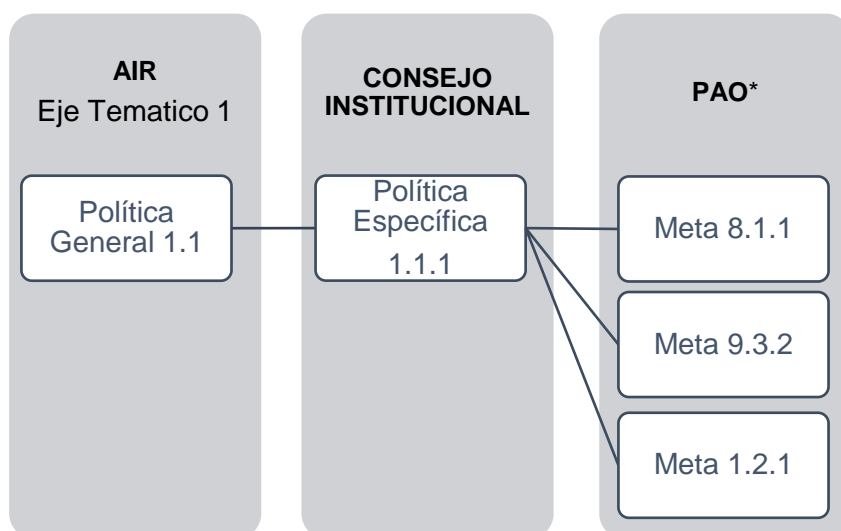 AIR
Eje Tematico 1
Política
General 1.1
CONSEJO
INSTITUCIONAL
Política
Específica
1.1.1
PAO*
Meta 8.1.1
Meta 9.3.2
Meta 1.2.1